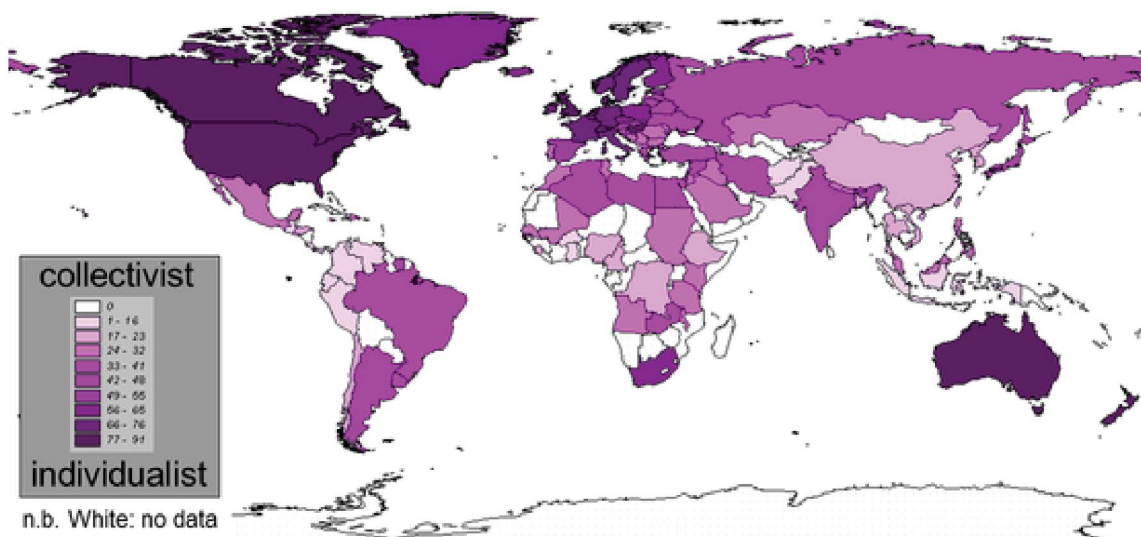 collectivist
0
1 - 16
17 - 23
24 - 32
33 - 41
42 - 48
49 - 55
56 - 65
66 - 76
77 - 91
individualist
n.b. White: no data